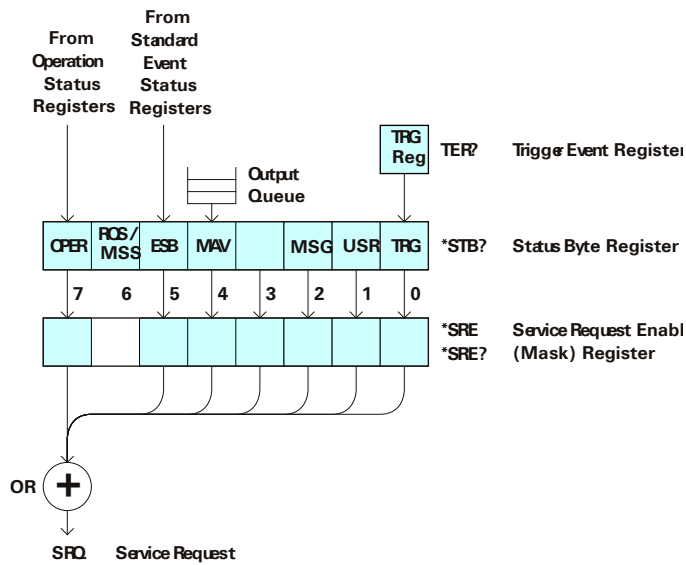 From
Operation
Status
Registers
From
Standard
Event
Status
Registers
Output
Queue
TRG
Reg
TER? Trigger Event Register
OPER
RQS/
MSS
ESB
MAV
MSG
USR
TRG
*STB? Status Byte Register
7 6 5 4 3 2 1 0
*SRE Service Request Enabl
*SRE? (Mask) Register
OR
+
SRQ Service Request